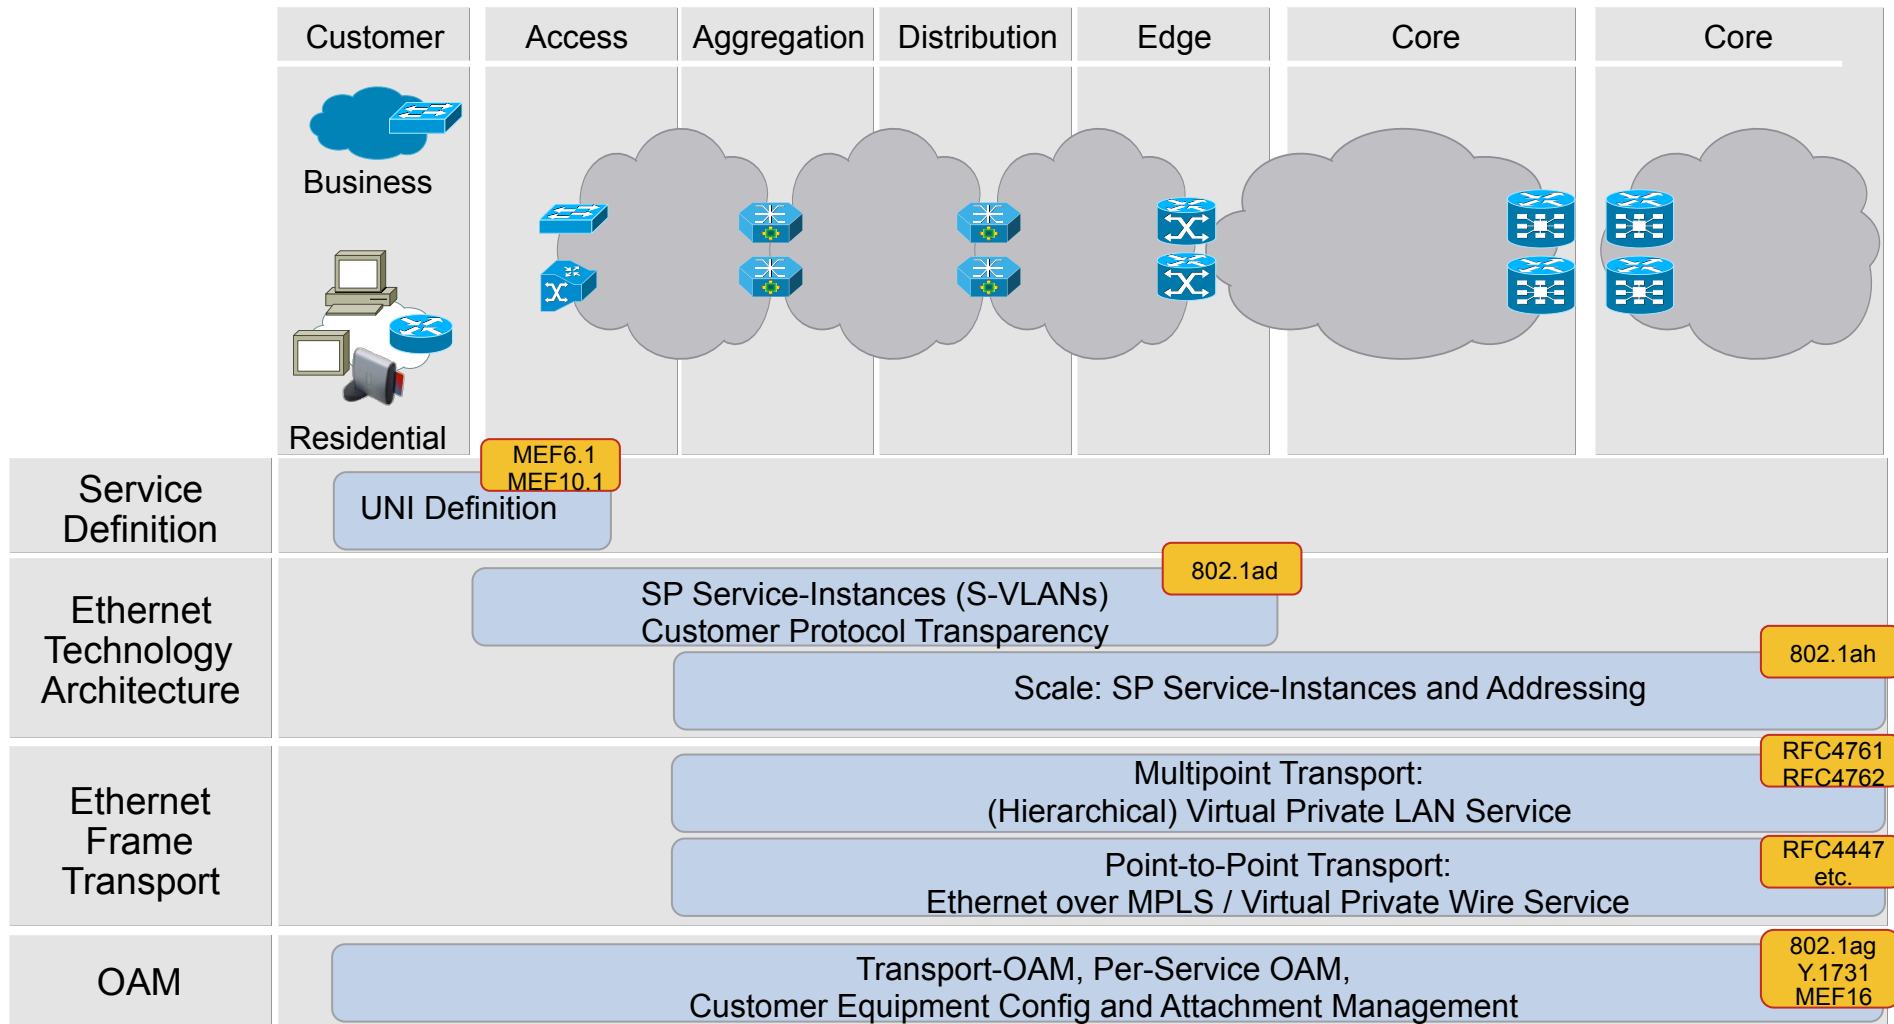 Customer
Access
Aggregation
Distribution
Edge
Core
Core
Business
Residential
Service
Definition
MEF6.1
MEF10.1
UNI Definition
Ethernet
Technology
Architecture
802.1ad
SP Service-Instances (S-VLANs)
Customer Protocol Transparency
802.1ah
Scale: SP Service-Instances and Addressing
Ethernet
Frame
Transport
RFC4761
RFC4762
Multipoint Transport:
(Hierarchical) Virtual Private LAN Service
RFC4447
etc.
Point-to-Point Transport:
Ethernet over MPLS / Virtual Private Wire Service
OAM
802.1ag
Y.1731
MEF16
Transport-OAM, Per-Service OAM,
Customer Equipment Config and Attachment Management